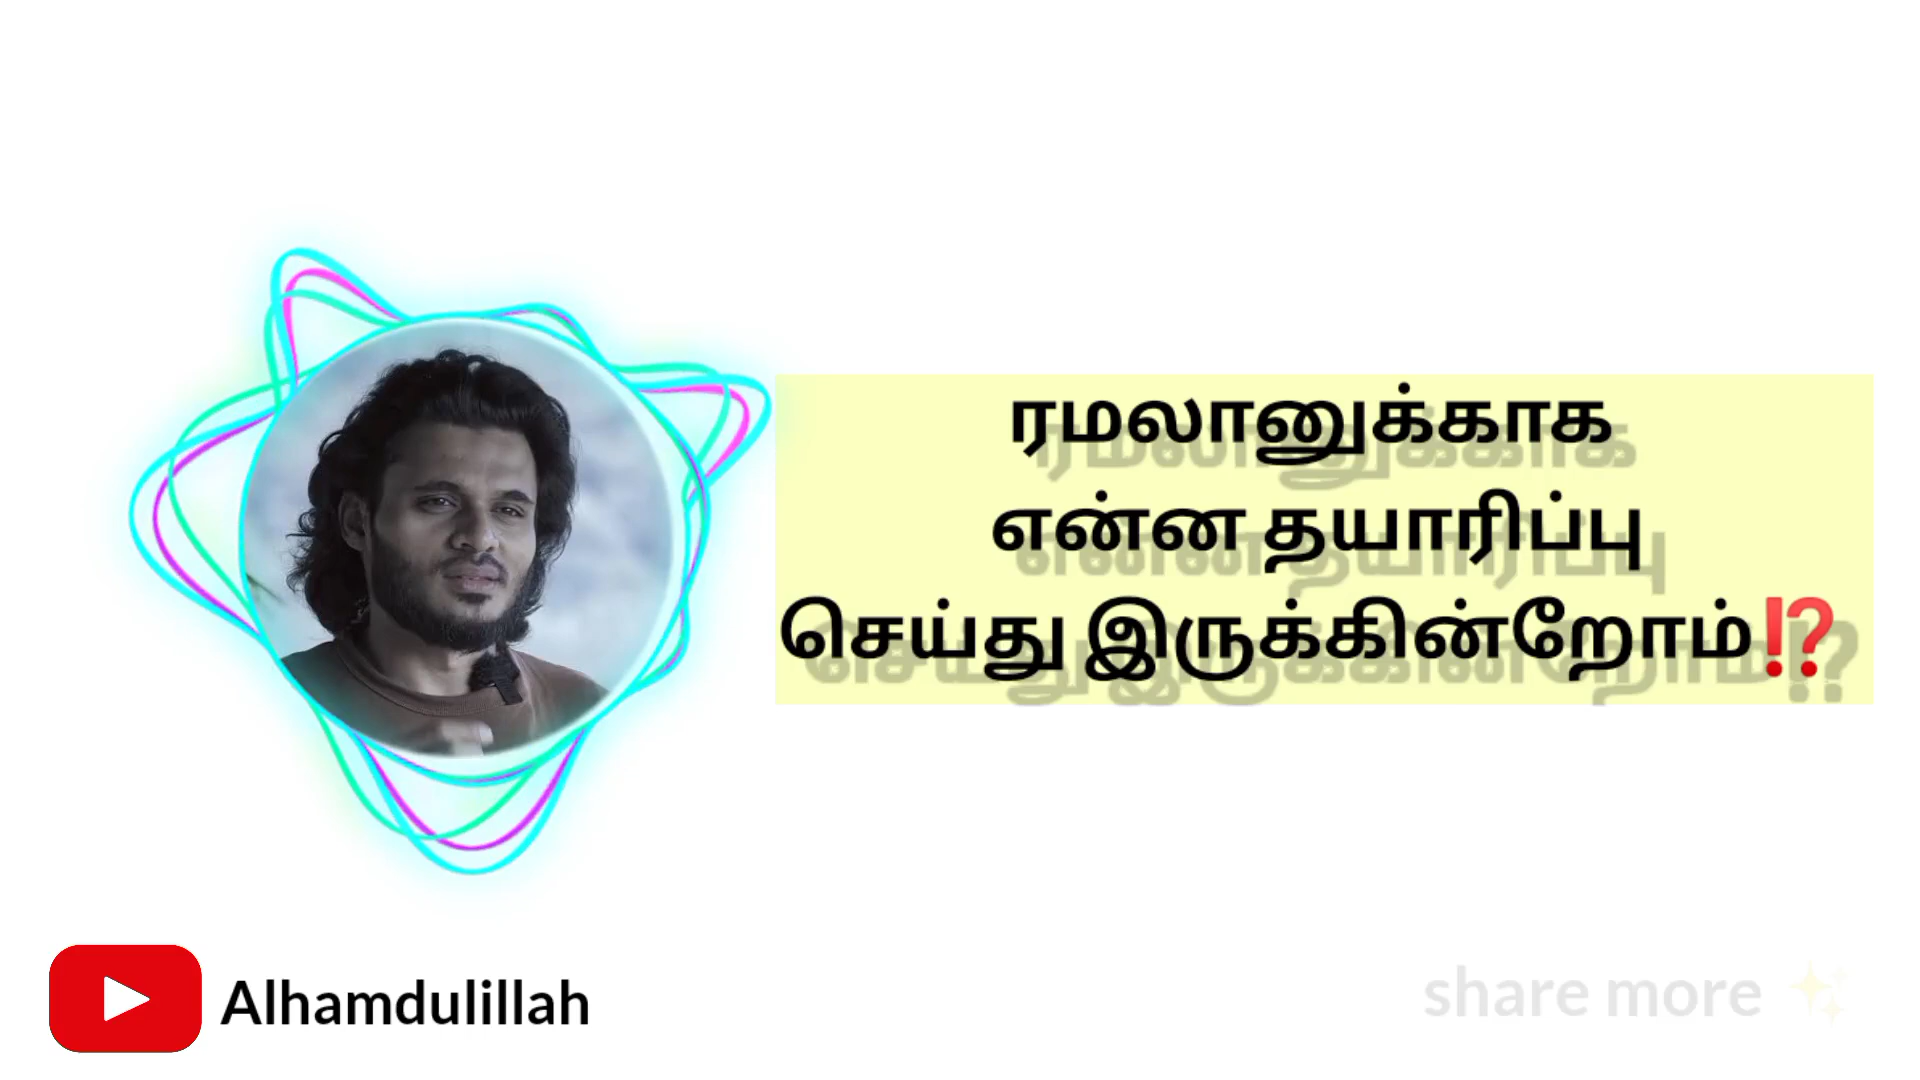 ரமலானுக்காக
என்ன தயாரிப்பு
செய்து இருக்கின்றோம்⁉️
Alhamdulillah
share more ✨